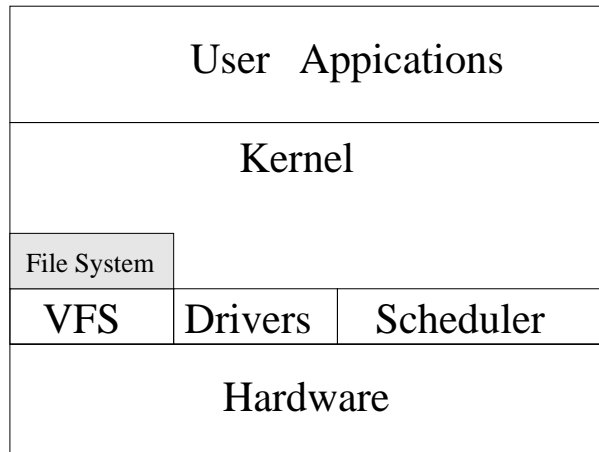 User Appications
Kernel
File System
VFS
Drivers
Scheduler
Hardware